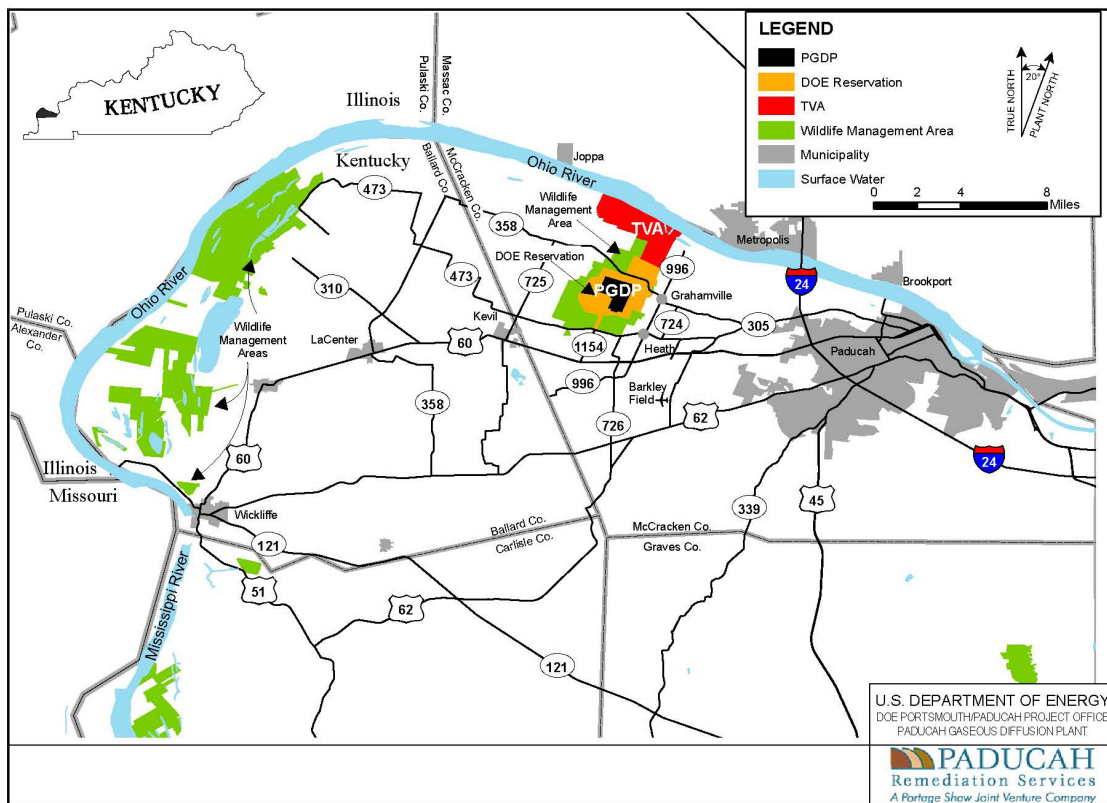 LEGEND
PGDP
DOE Reservation
TVA
Wildlife Management Area
Municipality
Surface Water
TRUE NORTH
20°
PLANT NORTH
0 2 4 8
Miles
KENTUCKY
Illinois
Massac Co.
Pulaski Co.
Kentucky
Ballard Co.
McCracken Co.
Joppa
Ohio River
473
358
Wildlife
Management
Area
TVA
Metropolis
DOE Reservation
996
24
Brookport
473
725
PGDP
Grahamville
310
Ohio River
Kevil
724
305
Pulaski Co.
Alexander
Co.
Wildlife
Management
Areas
LaCenter
60
1154
Heath
Paducah
996
Barkley
Field
358
62
726
60
24
Illinois
Missouri
45
339
Wickliffe
Ballard Co.
Carlisle Co.
McCracken Co.
Graves Co.
121
51
Mississippi River
62
121
U.S. DEPARTMENT OF ENERGY
DOE PORTSMOUTH/PADUCAH PROJECT OFFICE
PADUCAH GASEOUS DIFFUSION PLANT
PADUCAH
Remediation Services
A Portage Shaw Joint Venture Company